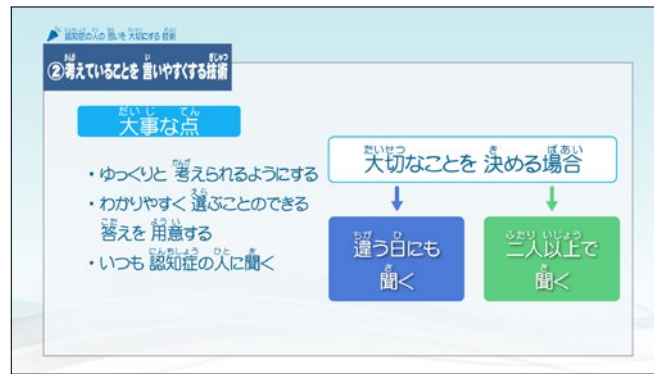 認知症の人の思いを大切にする技術
②考えていることを 言いやすくする技術
大事な点
・ゆっくりと 考えられるようにする
・わかりやすく 選ぶことのできる
答えを 用意する
・いつも 認知症の人に聞く
大切なことを 決める場合
違う日にも
聞く
二人以上で
聞く